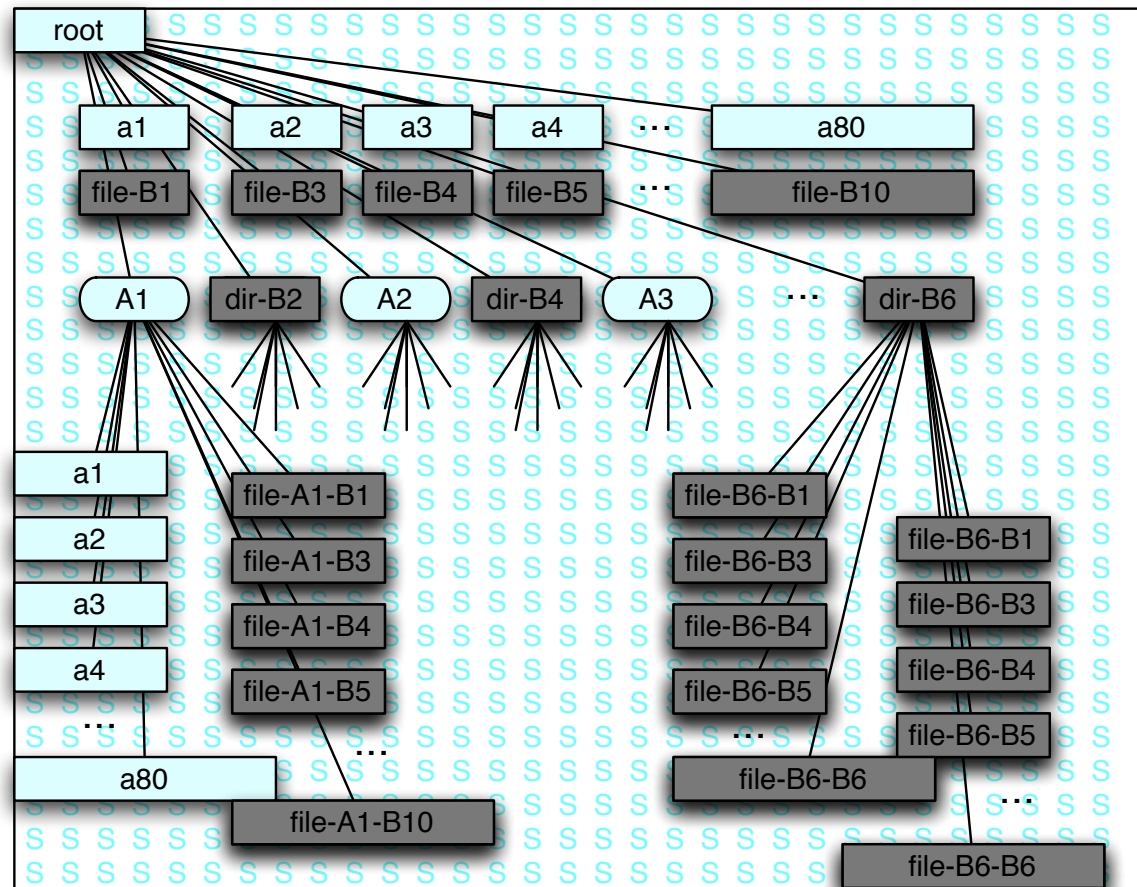 root
a1 a2 a3 a4 ... a80
file-B1 file-B3 file-B4 file-B5 ... file-B10
A1 dir-B2 A2 dir-B4 A3 ... dir-B6
a1
a2
a3
a4
...
a80
file-A1-B1
file-A1-B3
file-A1-B4
file-A1-B5
...
file-A1-B10
file-B6-B1
file-B6-B3
file-B6-B4
file-B6-B5
...
file-B6-B6
file-B6-B1
file-B6-B3
file-B6-B4
file-B6-B5
...
file-B6-B6